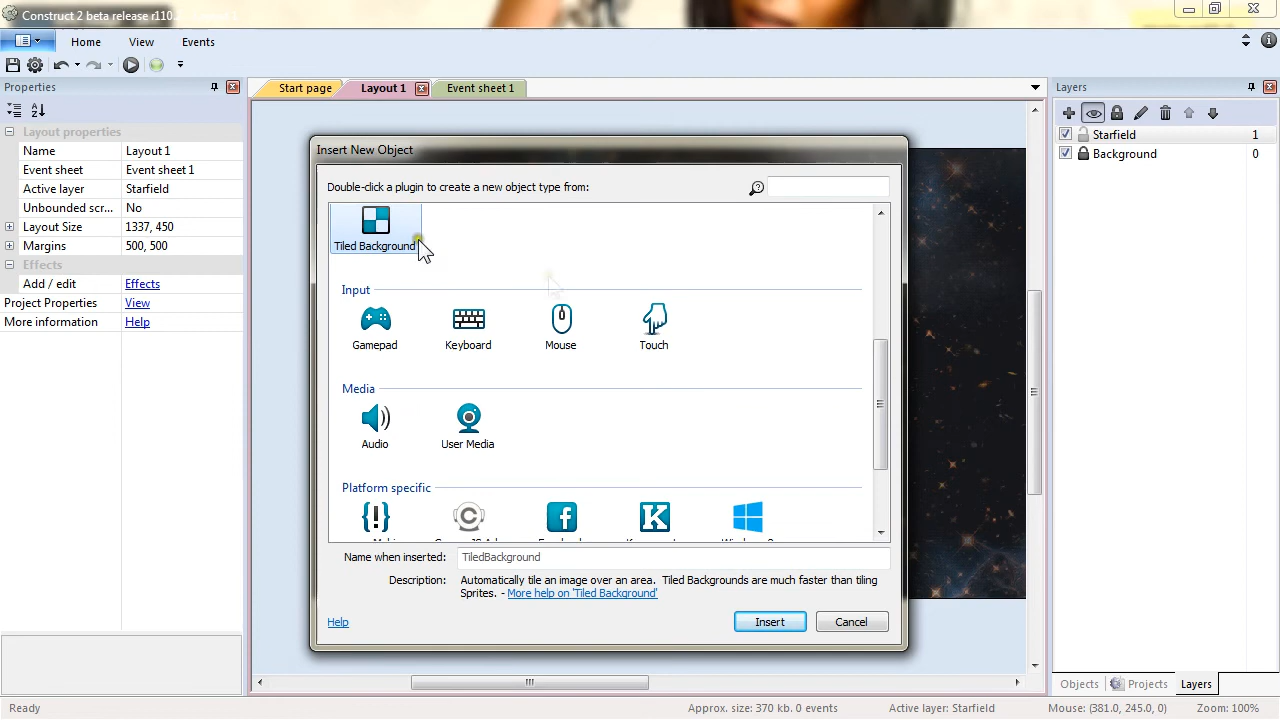 Construct 2 beta release r110.
Home View Events
Properties
Start page Layout 1 Event sheet 1
Layers
Layout properties
Name Layout 1
Event sheet Event sheet 1
Active layer Starfield
Unbounded scr... No
Layout Size 1337, 450
Margins 500, 500
Effects
Add / edit Effects
Project Properties View
More information Help
Starfield 1
Background 0
Insert New Object
Double-click a plugin to create a new object type from:
Tiled Background
Input
Gamepad Keyboard Mouse Touch
Media
Audio User Media
Platform specific
Name when inserted: TiledBackground
Description: Automatically tile an image over an area. Tiled Backgrounds are much faster than tiling
Sprites. - More help on 'Tiled Background'
Help Insert Cancel
Objects Projects Layers
Ready Approx. size: 370 kb. 0 events Active layer: Starfield Mouse: (381.0, 245.0, 0) Zoom: 100%